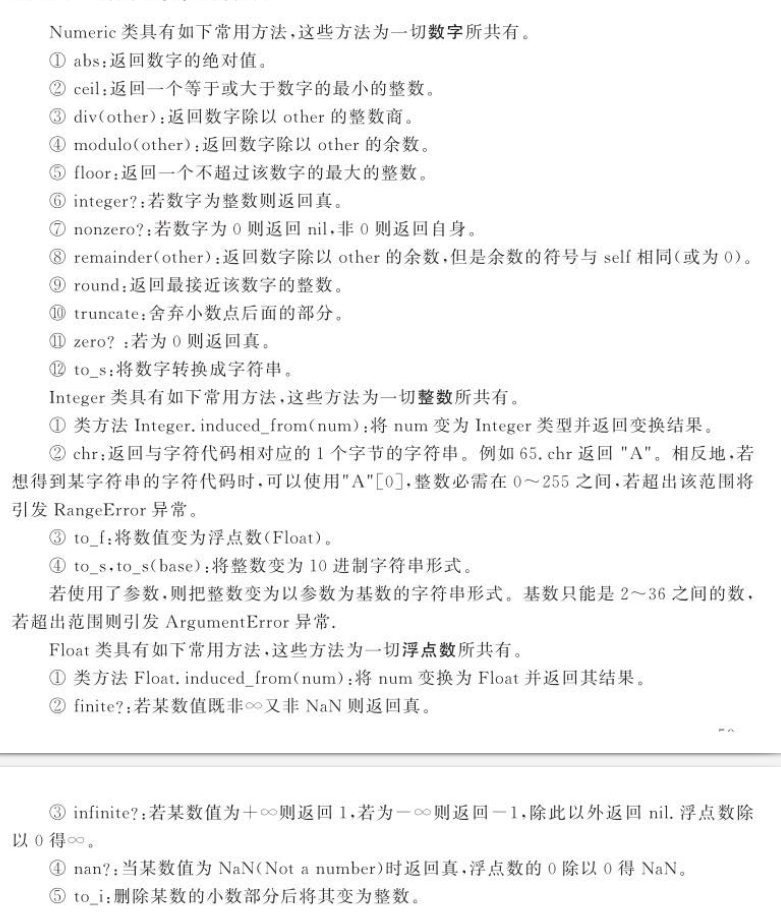 Numeric 类具有如下常用方法,这些方法为一切数字所共有。
① abs:返回数字的绝对值。
② ceil:返回一个等于或大于数字的最小的整数。
③ div(other):返回数字除以 other 的整数商。
④ modulo(other):返回数字除以 other 的余数。
⑤ floor:返回一个不超过该数字的最大的整数。
⑥ integer?:若数字为整数则返回真。
⑦ nonzero?:若数字为 0 则返回 nil,非 0 则返回自身。
⑧ remainder(other):返回数字除以 other 的余数,但是余数的符号与 self 相同(或为 0)。
⑨ round:返回最接近该数字的整数。
⑩ truncate:舍弃小数点后面的部分。
⑪ zero? :若为 0 则返回真。
⑫ to_s:将数字转换成字符串。
Integer 类具有如下常用方法,这些方法为一切整数所共有。
① 类方法 Integer. induced_from(num):将 num 变为 Integer 类型并返回变换结果。
② chr:返回与字符代码相对应的 1 个字节的字符串。例如 65. chr 返回 "A"。相反地,若
想得到某字符串的字符代码时,可以使用"A"[0],整数必需在 0～255 之间,若超出该范围将
引发 RangeError 异常。
③ to_f:将数值变为浮点数(Float)。
④ to_s,to_s(base):将整数变为 10 进制字符串形式。
若使用了参数,则把整数变为以参数为基数的字符串形式。基数只能是 2～36 之间的数,
若超出范围则引发 ArgumentError 异常.
Float 类具有如下常用方法,这些方法为一切浮点数所共有。
① 类方法 Float. induced_from(num):将 num 变换为 Float 并返回其结果。
② finite?:若某数值既非∞又非 NaN 则返回真。
③ infinite?:若某数值为+∞则返回 1,若为-∞则返回-1,除此以外返回 nil. 浮点数除
以 0 得∞。
④ nan?:当某数值为 NaN(Not a number)时返回真,浮点数的 0 除以 0 得 NaN。
⑤ to_i:删除某数的小数部分后将其变为整数。